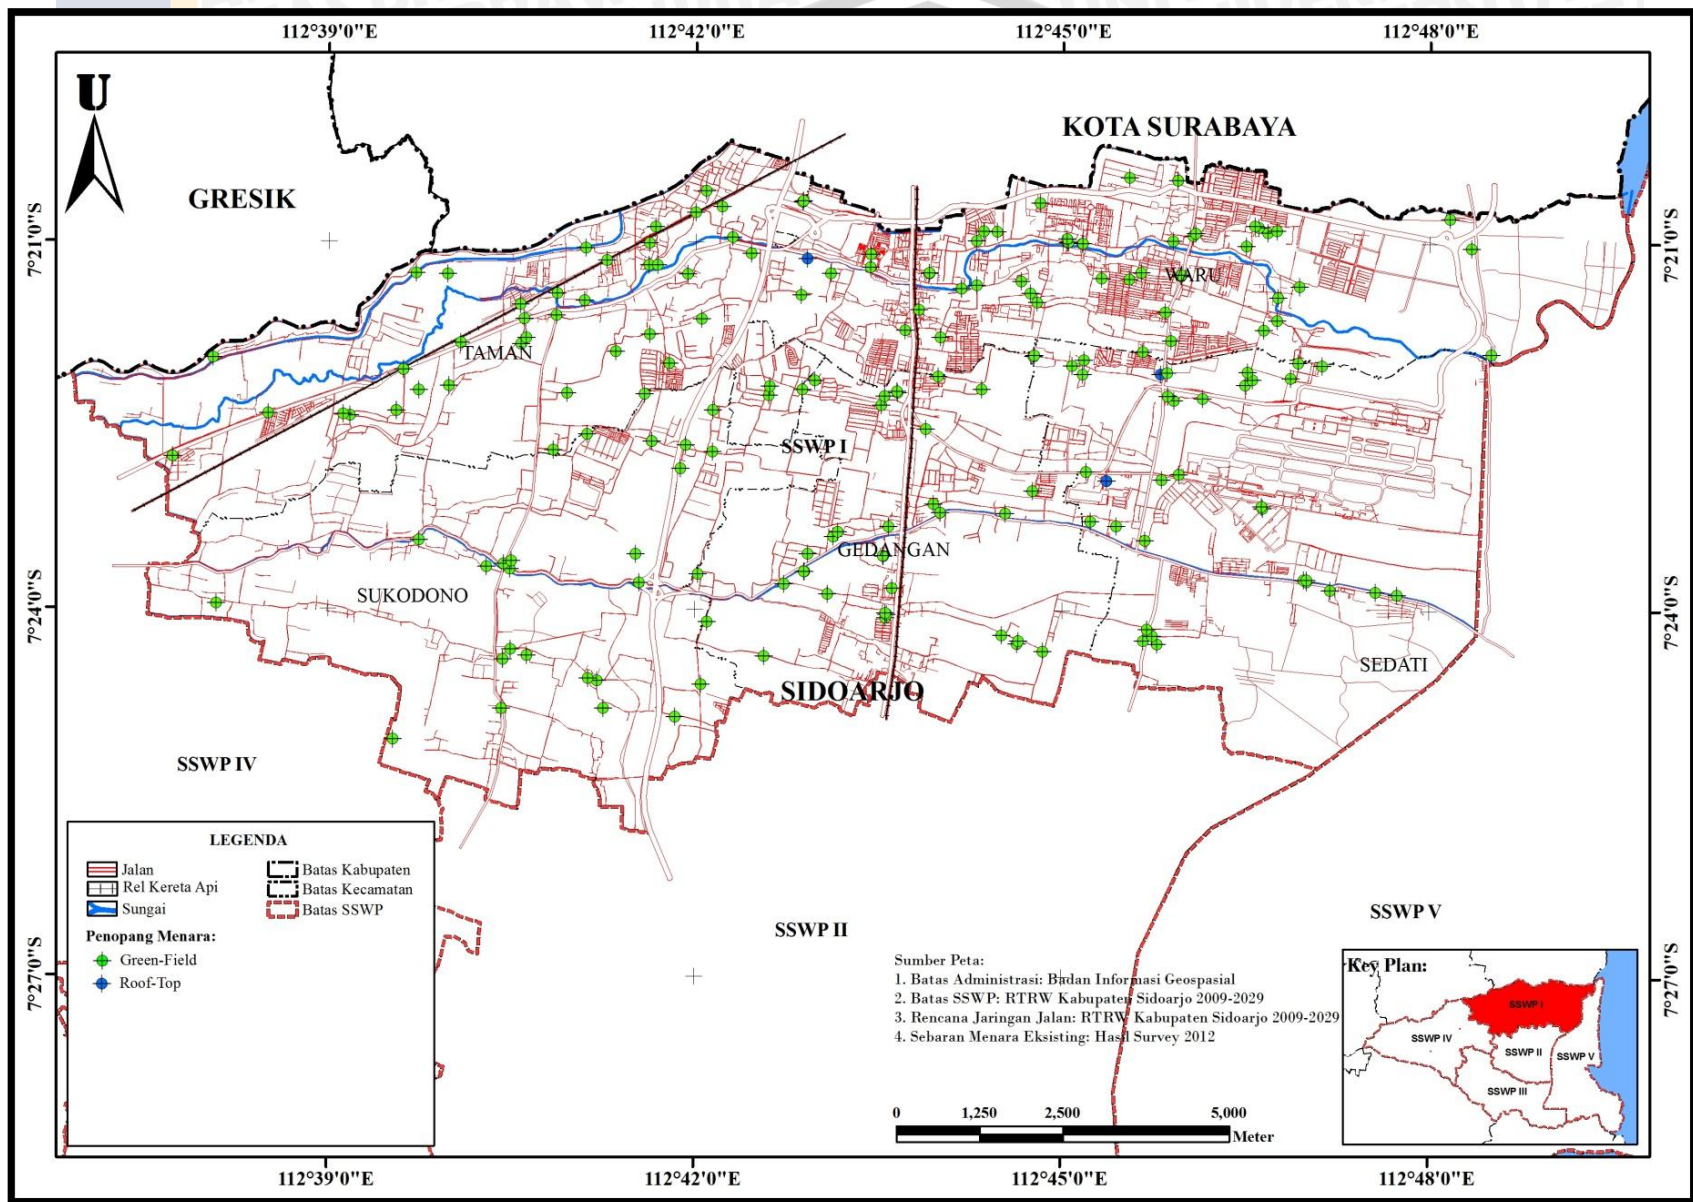 112°39'0"E
112°42'0"E
112°45'0"E
112°48'0"E
U
KOTA SURABAYA
GRESIK
7°21'0"S
7°21'0"S
WARU
TAMAN
SSWP I
GEDANGAN
SUKODONO
7°24'0"S
7°24'0"S
SEDATI
SIDOARJO
SSWP IV
LEGENDA
Jalan
Rel Kereta Api
Sungai
Batas Kabupaten
Batas Kecamatan
Batas SSWP
Penopang Menara:
Green-Field
Roof-Top
SSWP II
SSWP V
7°27'0"S
7°27'0"S
Sumber Peta:
1. Batas Administrasi: Badan Informasi Geospasial
2. Batas SSWP: RTRW Kabupaten Sidoarjo 2009-2029
3. Rencana Jaringan Jalan: RTRW Kabupaten Sidoarjo 2009-2029
4. Sebaran Menara Eksisting: Hasil Survey 2012
0 1,250 2,500 5,000
Meter
Key Plan:
SSWP I
SSWP IV
SSWP II
SSWP V
SSWP III
112°39'0"E
112°42'0"E
112°45'0"E
112°48'0"E